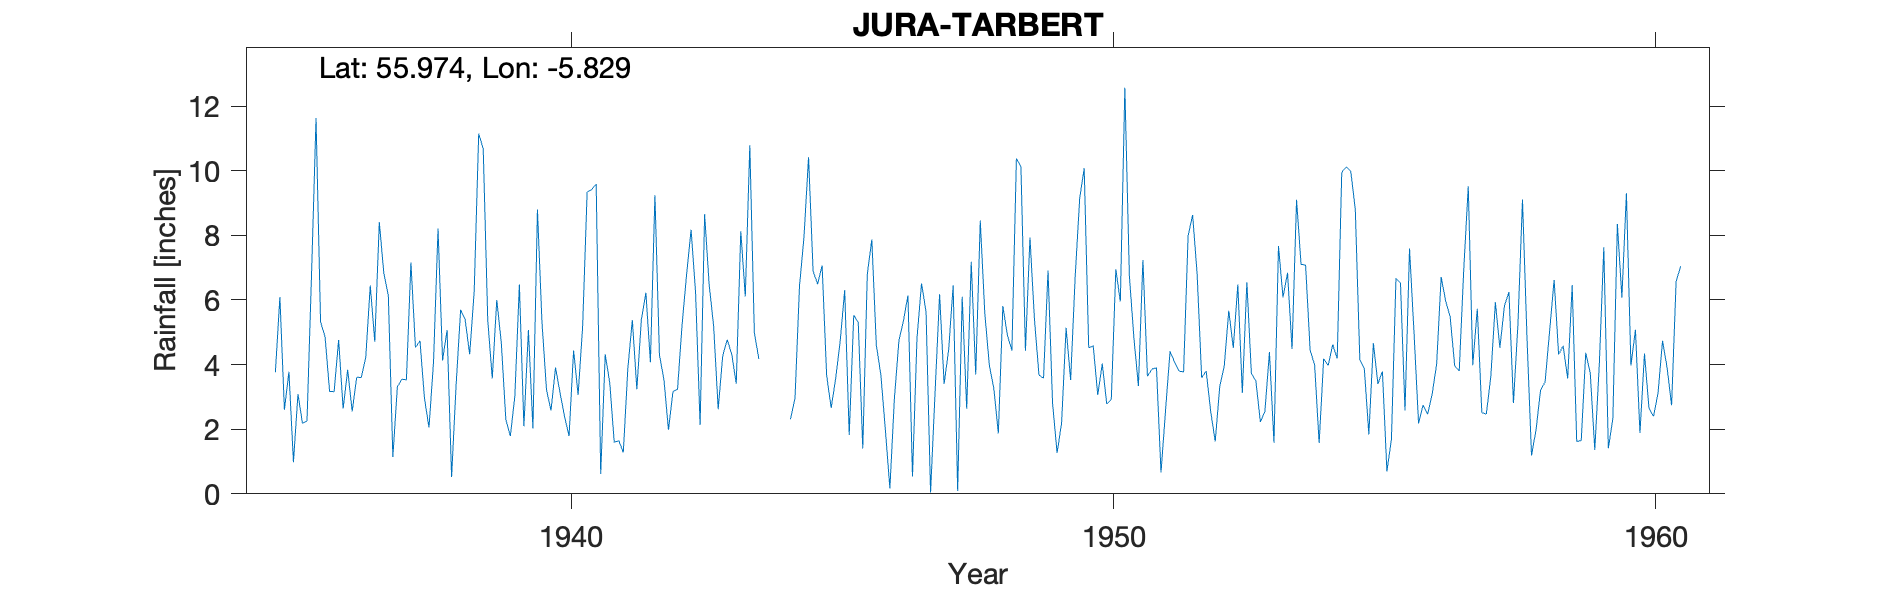 JURA-TARBERT
Lat: 55.974, Lon: -5.829
12
10
8
6
4
2
0
Rainfall [inches]
1940
1950
1960
Year